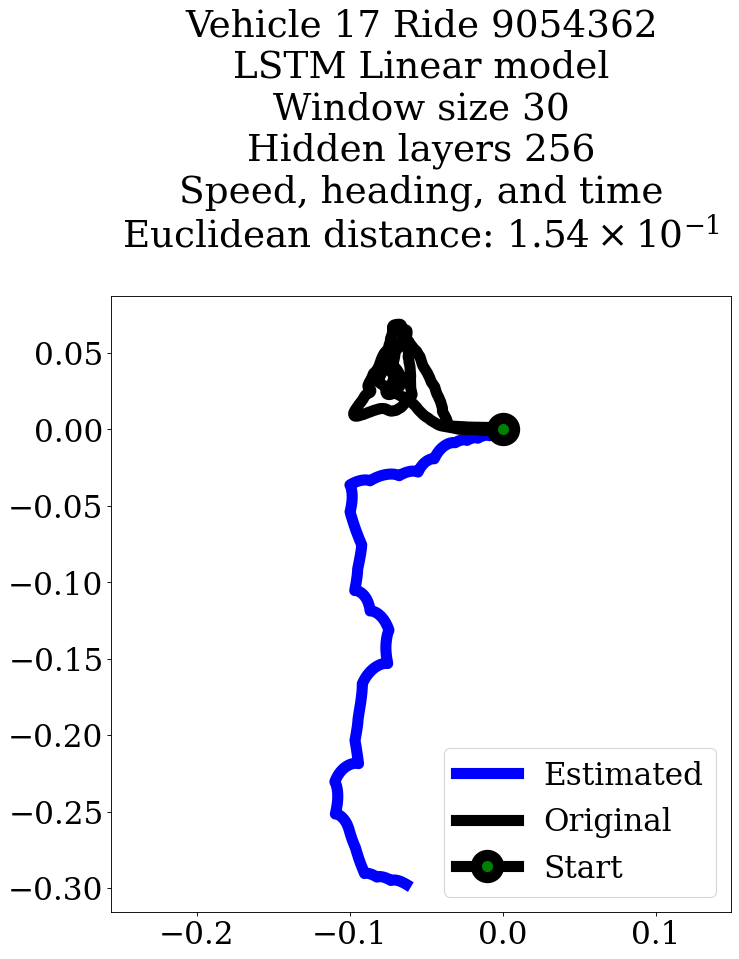 Vehicle 17 Ride 9054362
LSTM Linear model
Window size 30
Hidden layers 256
Speed, heading, and time
Euclidean distance: 1.54 × 10⁻¹
0.05
0.00
−0.05
−0.10
−0.15
−0.20
−0.25
−0.30
Estimated
Original
Start
−0.2 −0.1 0.0 0.1